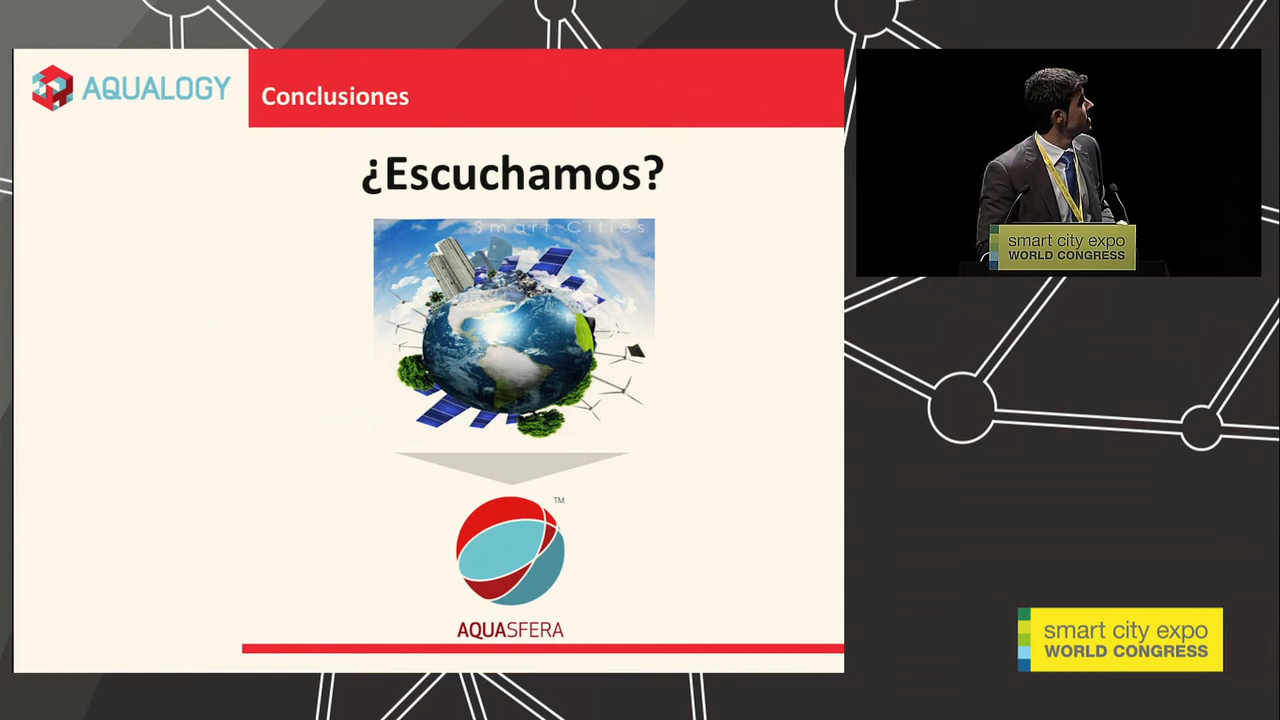 AQUALOGY
Conclusiones
¿Escuchamos?
Smart Cities
TM
AQUASFERA
smart city expo
WORLD CONGRESS
smart city expo
WORLD CONGRESS